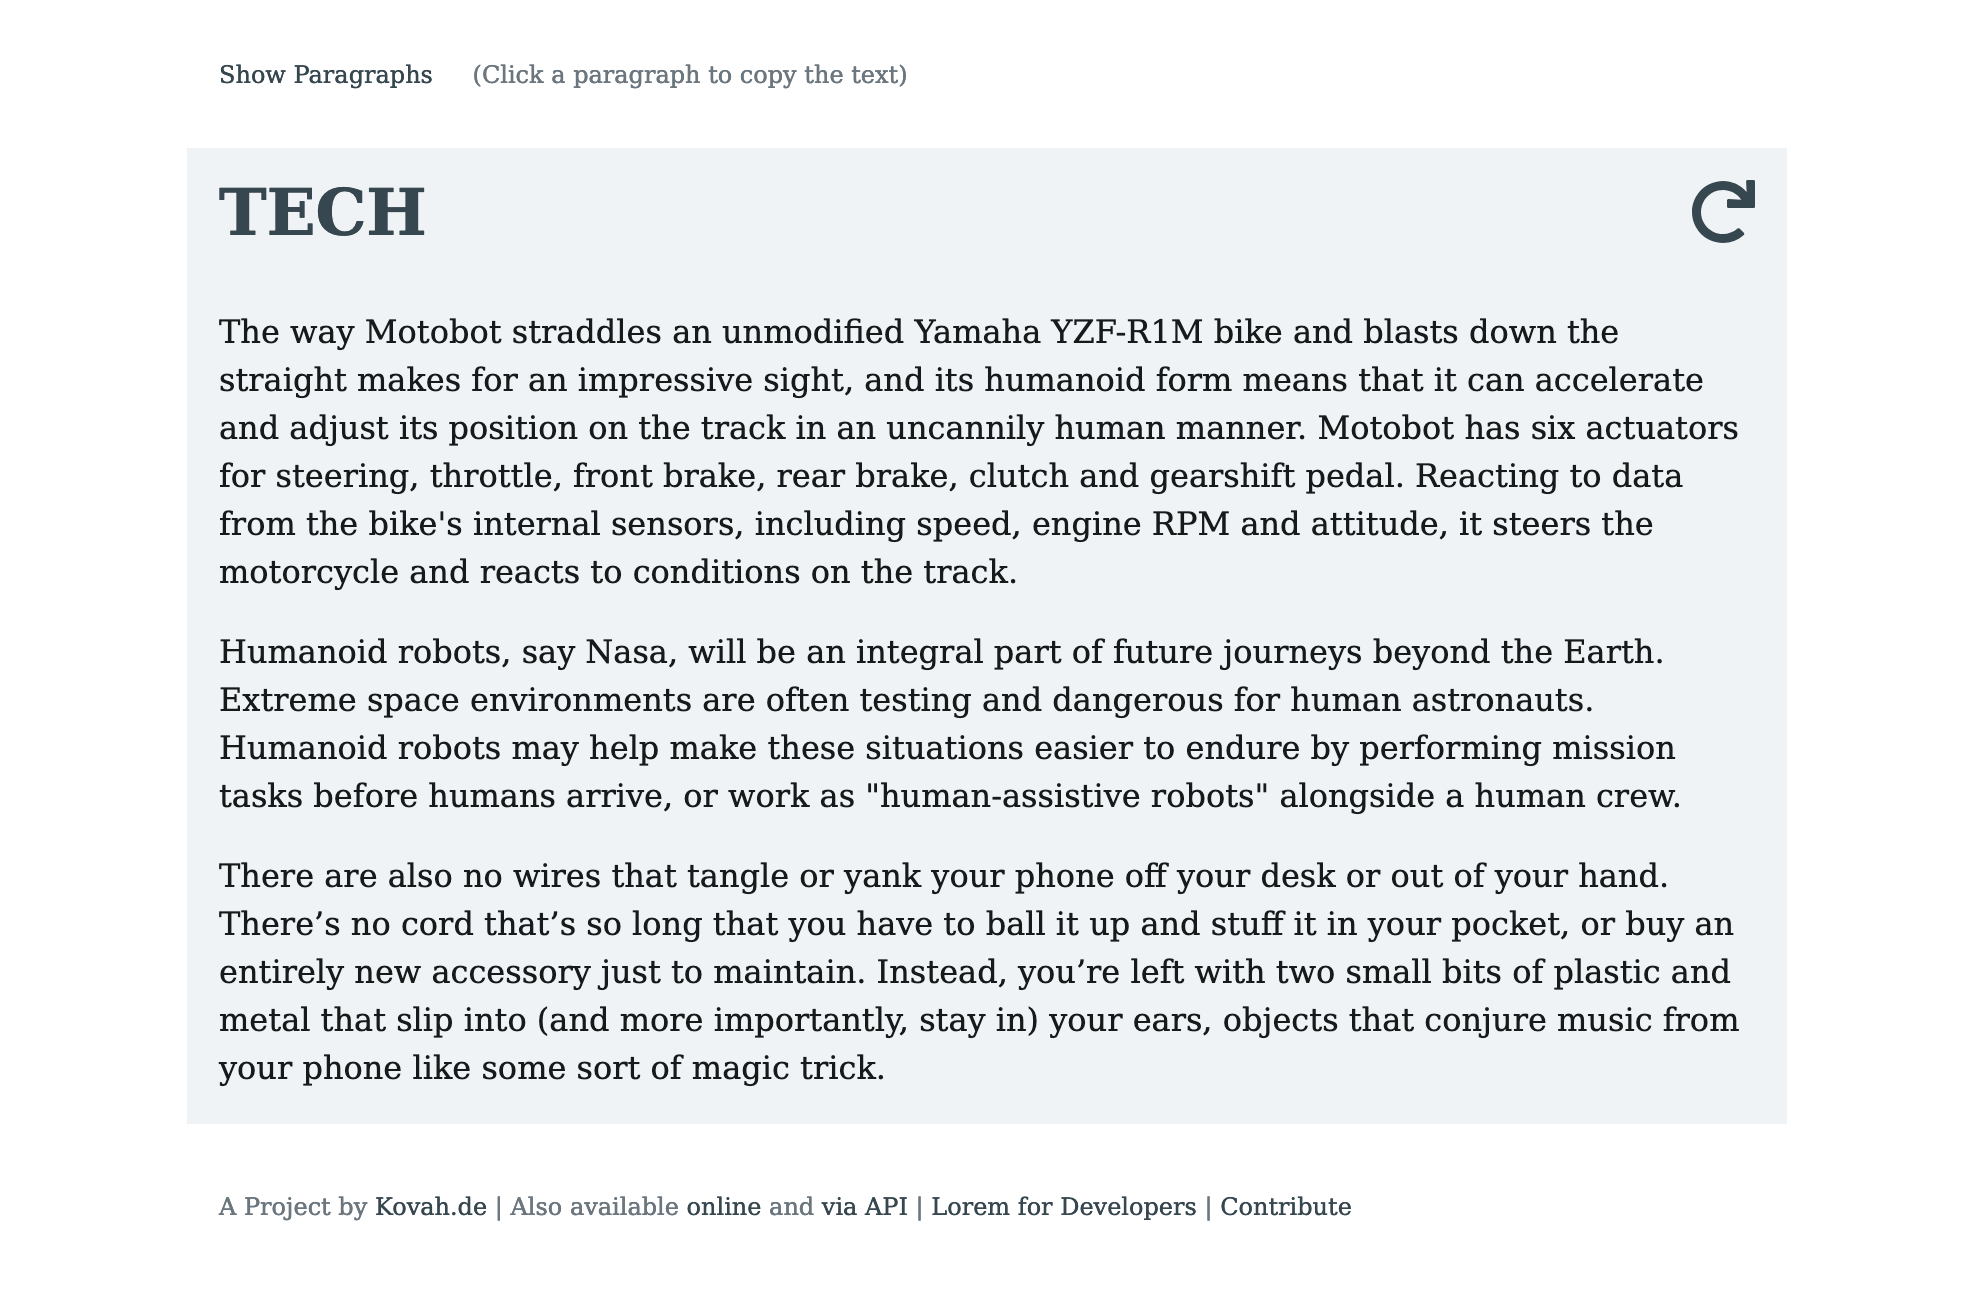 Show Paragraphs (Click a paragraph to copy the text)
TECH
The way Motobot straddles an unmodified Yamaha YZF-R1M bike and blasts down the
straight makes for an impressive sight, and its humanoid form means that it can accelerate
and adjust its position on the track in an uncannily human manner. Motobot has six actuators
for steering, throttle, front brake, rear brake, clutch and gearshift pedal. Reacting to data
from the bike's internal sensors, including speed, engine RPM and attitude, it steers the
motorcycle and reacts to conditions on the track.
Humanoid robots, say Nasa, will be an integral part of future journeys beyond the Earth.
Extreme space environments are often testing and dangerous for human astronauts.
Humanoid robots may help make these situations easier to endure by performing mission
tasks before humans arrive, or work as "human-assistive robots" alongside a human crew.
There are also no wires that tangle or yank your phone off your desk or out of your hand.
There’s no cord that’s so long that you have to ball it up and stuff it in your pocket, or buy an
entirely new accessory just to maintain. Instead, you’re left with two small bits of plastic and
metal that slip into (and more importantly, stay in) your ears, objects that conjure music from
your phone like some sort of magic trick.
A Project by Kovah.de | Also available online and via API | Lorem for Developers | Contribute